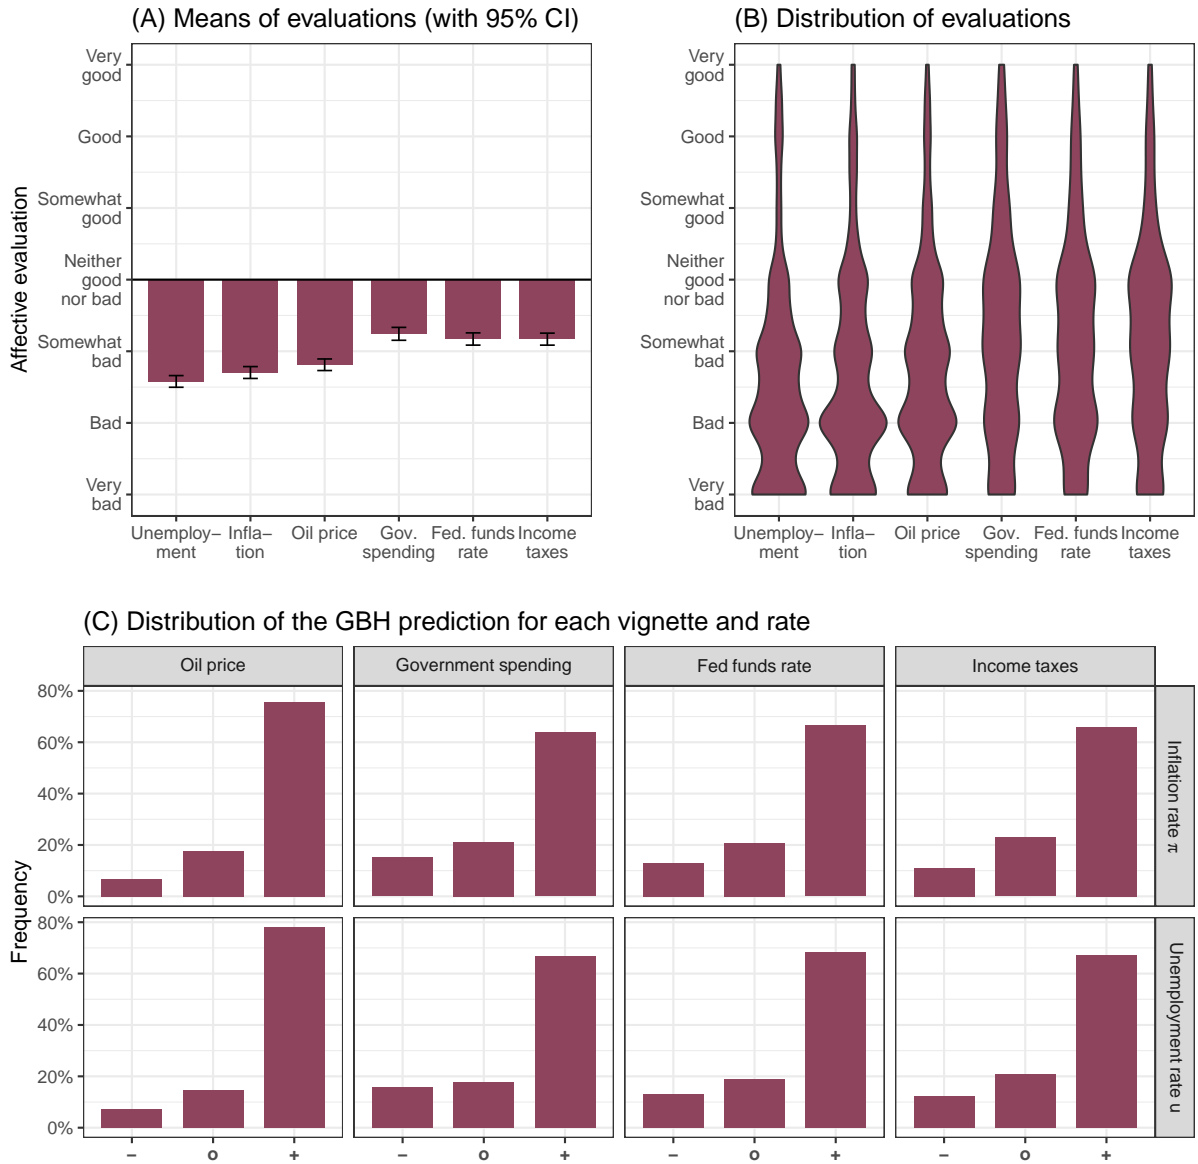 (A) Means of evaluations (with 95% CI)
Affective evaluation
Very
good
Good
Somewhat
good
Neither
good
nor bad
Somewhat
bad
Bad
Very
bad
Unemploy−
ment
Infla−
tion
Oil price
Gov.
spending
Fed. funds
rate
Income
taxes
(B) Distribution of evaluations
Very
good
Good
Somewhat
good
Neither
good
nor bad
Somewhat
bad
Bad
Very
bad
Unemploy−
ment
Infla−
tion
Oil price
Gov.
spending
Fed. funds
rate
Income
taxes
(C) Distribution of the GBH prediction for each vignette and rate
Oil price
Government spending
Fed funds rate
Income taxes
Frequency
80%
60%
40%
20%
0%
Inflation rate π
80%
60%
40%
20%
0%
Unemployment rate u
− o +
− o +
− o +
− o +